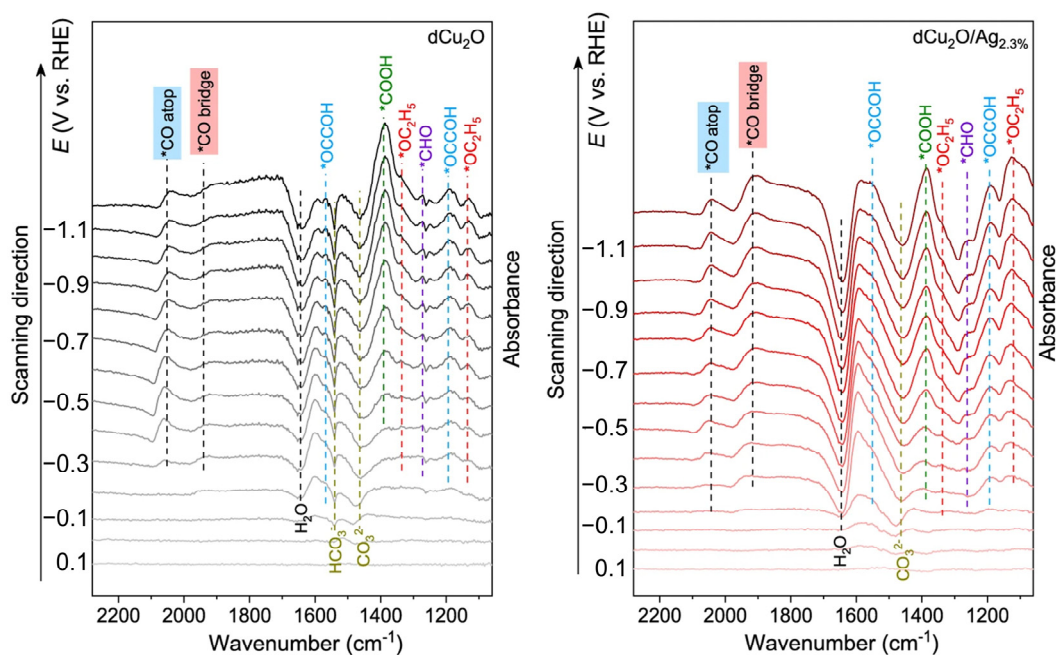 dCu₂O
E (V vs. RHE)
Scanning direction
*CO atop
*CO bridge
*OCCOH
*COOH
*OC₂H₅
*CHO
*OCCOH
*OC₂H₅
−1.1
−0.9
−0.7
−0.5
−0.3
−0.1
0.1
H₂O
HCO₃⁻
CO₃²⁻
2200 2000 1800 1600 1400 1200
Wavenumber (cm⁻¹)
Absorbance
dCu₂O/Ag₂.₃%
E (V vs. RHE)
Scanning direction
*CO atop
*CO bridge
*OCCOH
*COOH
*OC₂H₅
*CHO
*OCCOH
*OC₂H₅
−1.1
−0.9
−0.7
−0.5
−0.3
−0.1
0.1
H₂O
CO₃²⁻
2200 2000 1800 1600 1400 1200
Wavenumber (cm⁻¹)
Absorbance